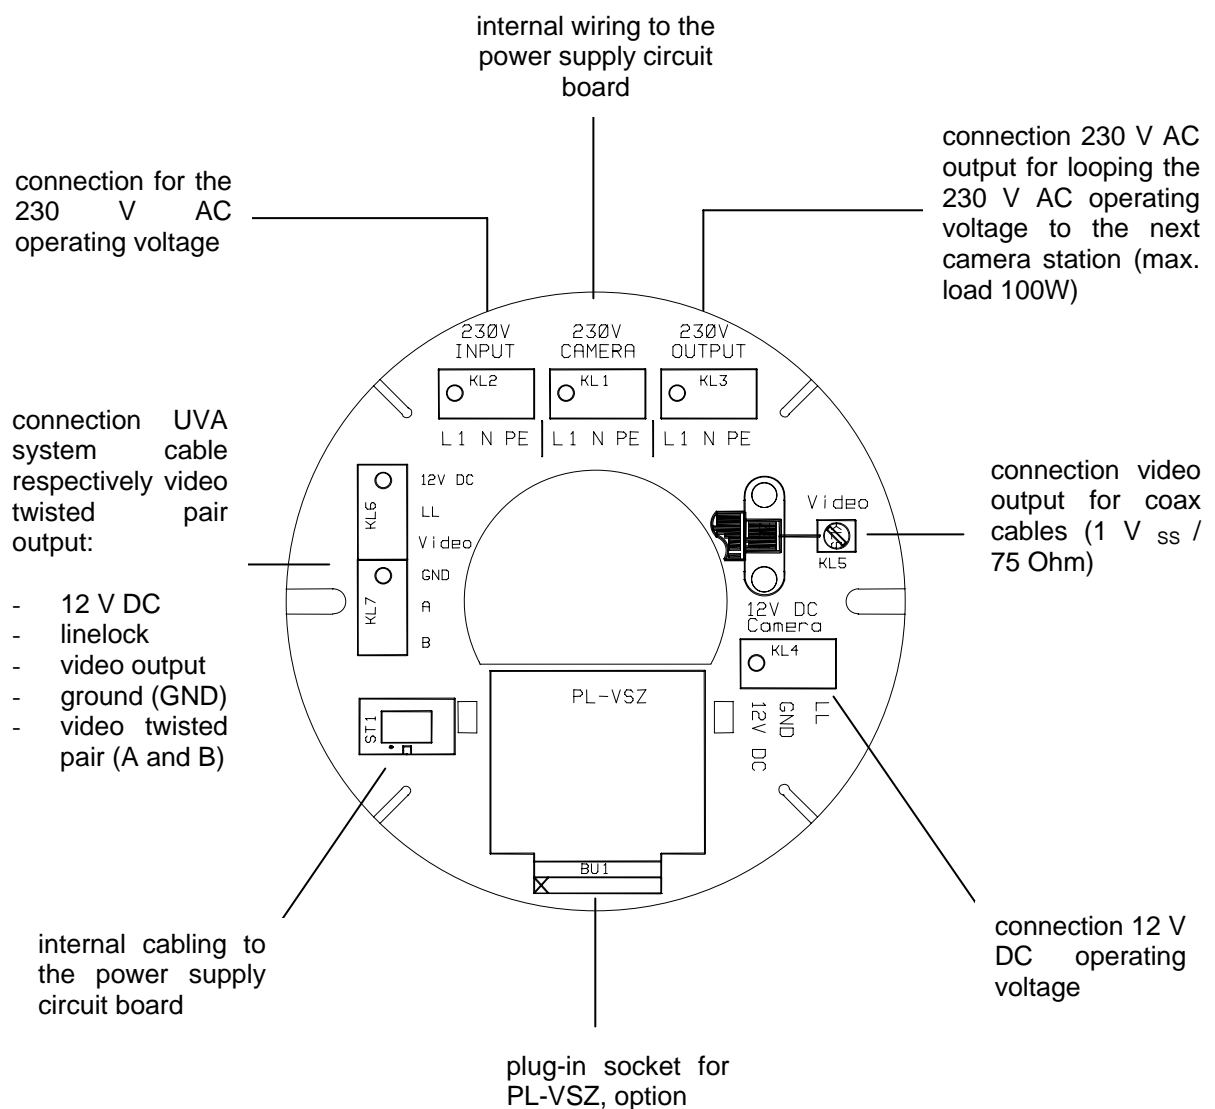 internal wiring to the
power supply circuit
board
connection for the
230 V AC
operating voltage
connection 230 V AC
output for looping the
230 V AC operating
voltage to the next
camera station (max.
load 100W)
230V
INPUT
230V
CAMERA
230V
OUTPUT
KL2
KL1
KL3
L1 N PE
L1 N PE
L1 N PE
connection UVA
system cable
respectively video
twisted pair
output:
- 12 V DC
- linelock
- video output
- ground (GND)
- video twisted
pair (A and B)
KL6
12V DC
LL
Video
KL7
GND
A
B
Video
KL5
connection video
output for coax
cables (1 V SS /
75 Ohm)
12V DC
Camera
KL4
12V DC
GND
LL
ST1
PL-VSZ
BU1
internal cabling to
the power supply
circuit board
connection 12 V
DC operating
voltage
plug-in socket for
PL-VSZ, option